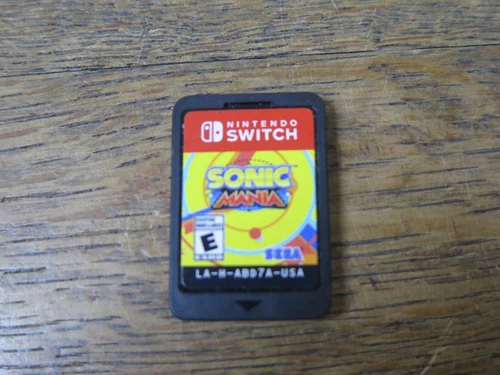 NINTENDO
SWITCH
SONIC
MANIA
E
SEGA
LA-H-ABD7A-USA